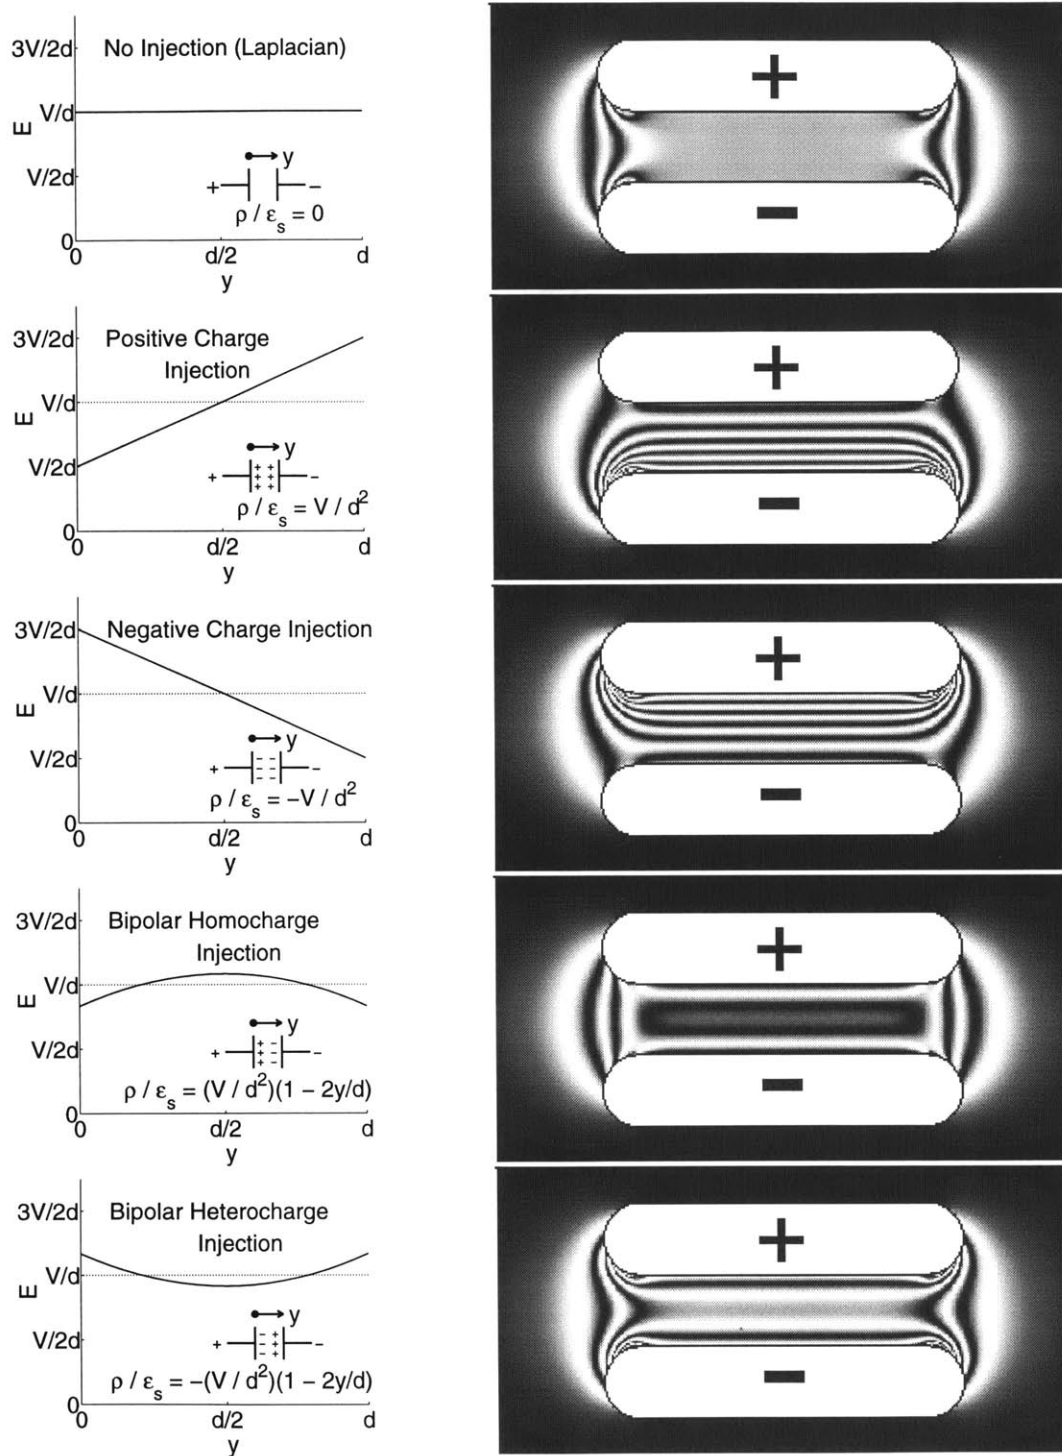 No Injection (Laplacian)
3V/2d
V/d
E
V/2d
0
y
+ −
ρ / ε_s = 0
0 d/2 d
y
+
−
Positive Charge
Injection
3V/2d
V/d
E
V/2d
0
y
+ −
+ +
+ +
+ +
ρ / ε_s = V / d²
0 d/2 d
y
+
−
Negative Charge Injection
3V/2d
V/d
E
V/2d
0
y
+ −
− −
− −
− −
ρ / ε_s = −V / d²
0 d/2 d
y
+
−
Bipolar Homocharge
Injection
3V/2d
V/d
E
V/2d
0
y
+ −
+ −
+ −
+ −
ρ / ε_s = (V / d²)(1 − 2y/d)
0 d/2 d
y
+
−
Bipolar Heterocharge
Injection
3V/2d
V/d
E
V/2d
0
y
+ −
− +
− +
− +
ρ / ε_s = −(V / d²)(1 − 2y/d)
0 d/2 d
y
+
−